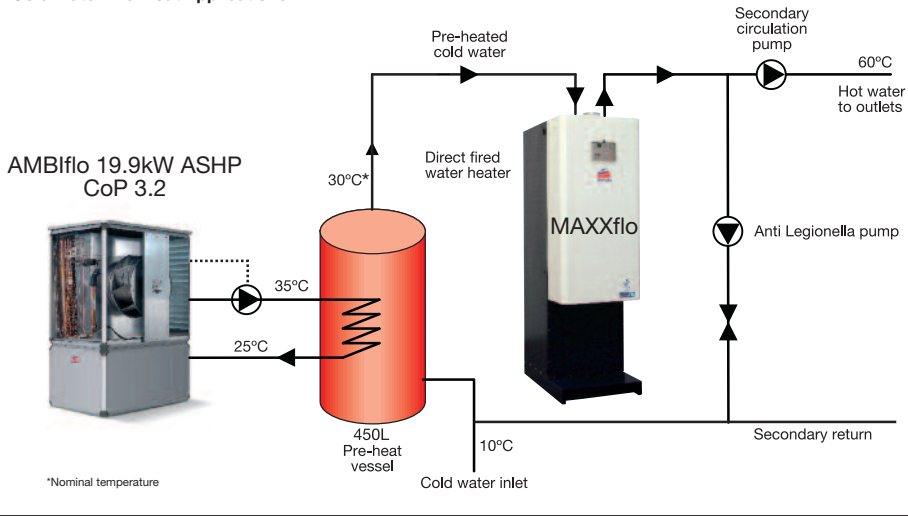 Secondary
circulation
pump
Pre-heated
cold water
60ºC
Hot water
to outlets
AMBIflo 19.9kW ASHP
CoP 3.2
Direct fired
water heater
30ºC*
MAXXflo
Anti Legionella pump
35ºC
25ºC
450L
Pre-heat
vessel
10ºC
Secondary return
Cold water inlet
*Nominal temperature